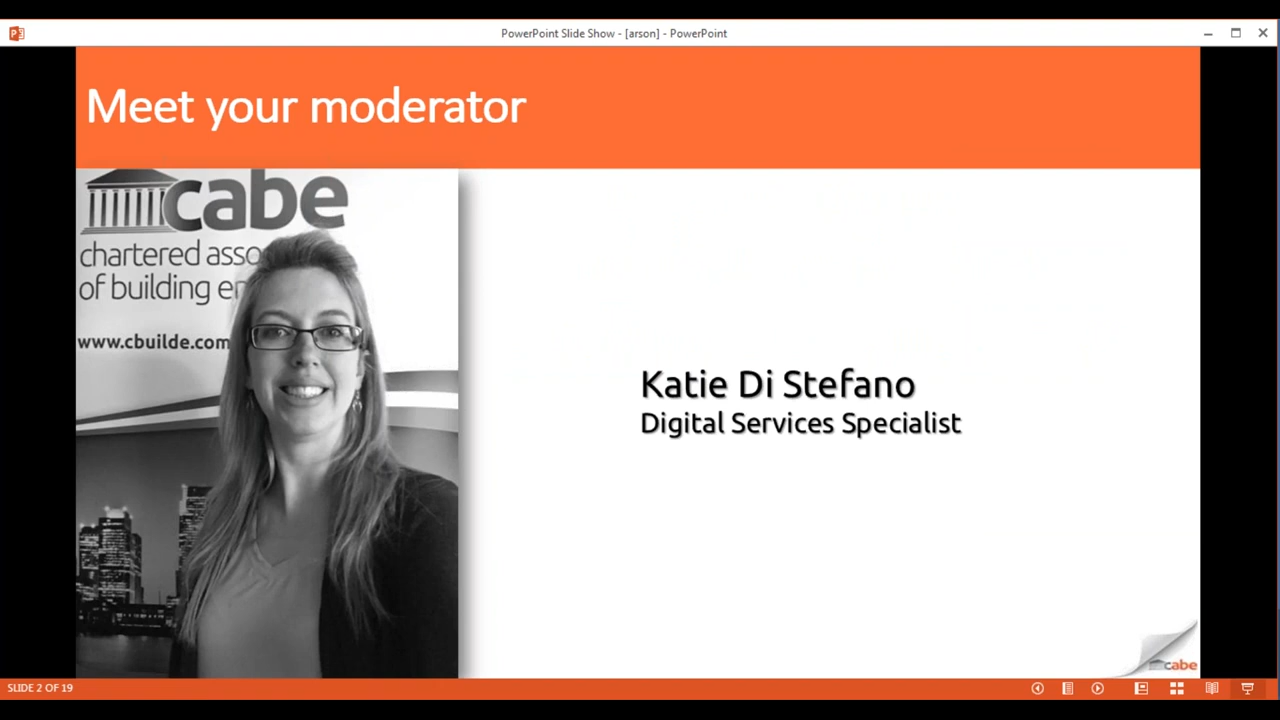 PowerPoint Slide Show - [arson] - PowerPoint
Meet your moderator
cabe
chartered asso
of building en
www.cbuilde.com
Katie Di Stefano
Digital Services Specialist
cabe
SLIDE 2 OF 19